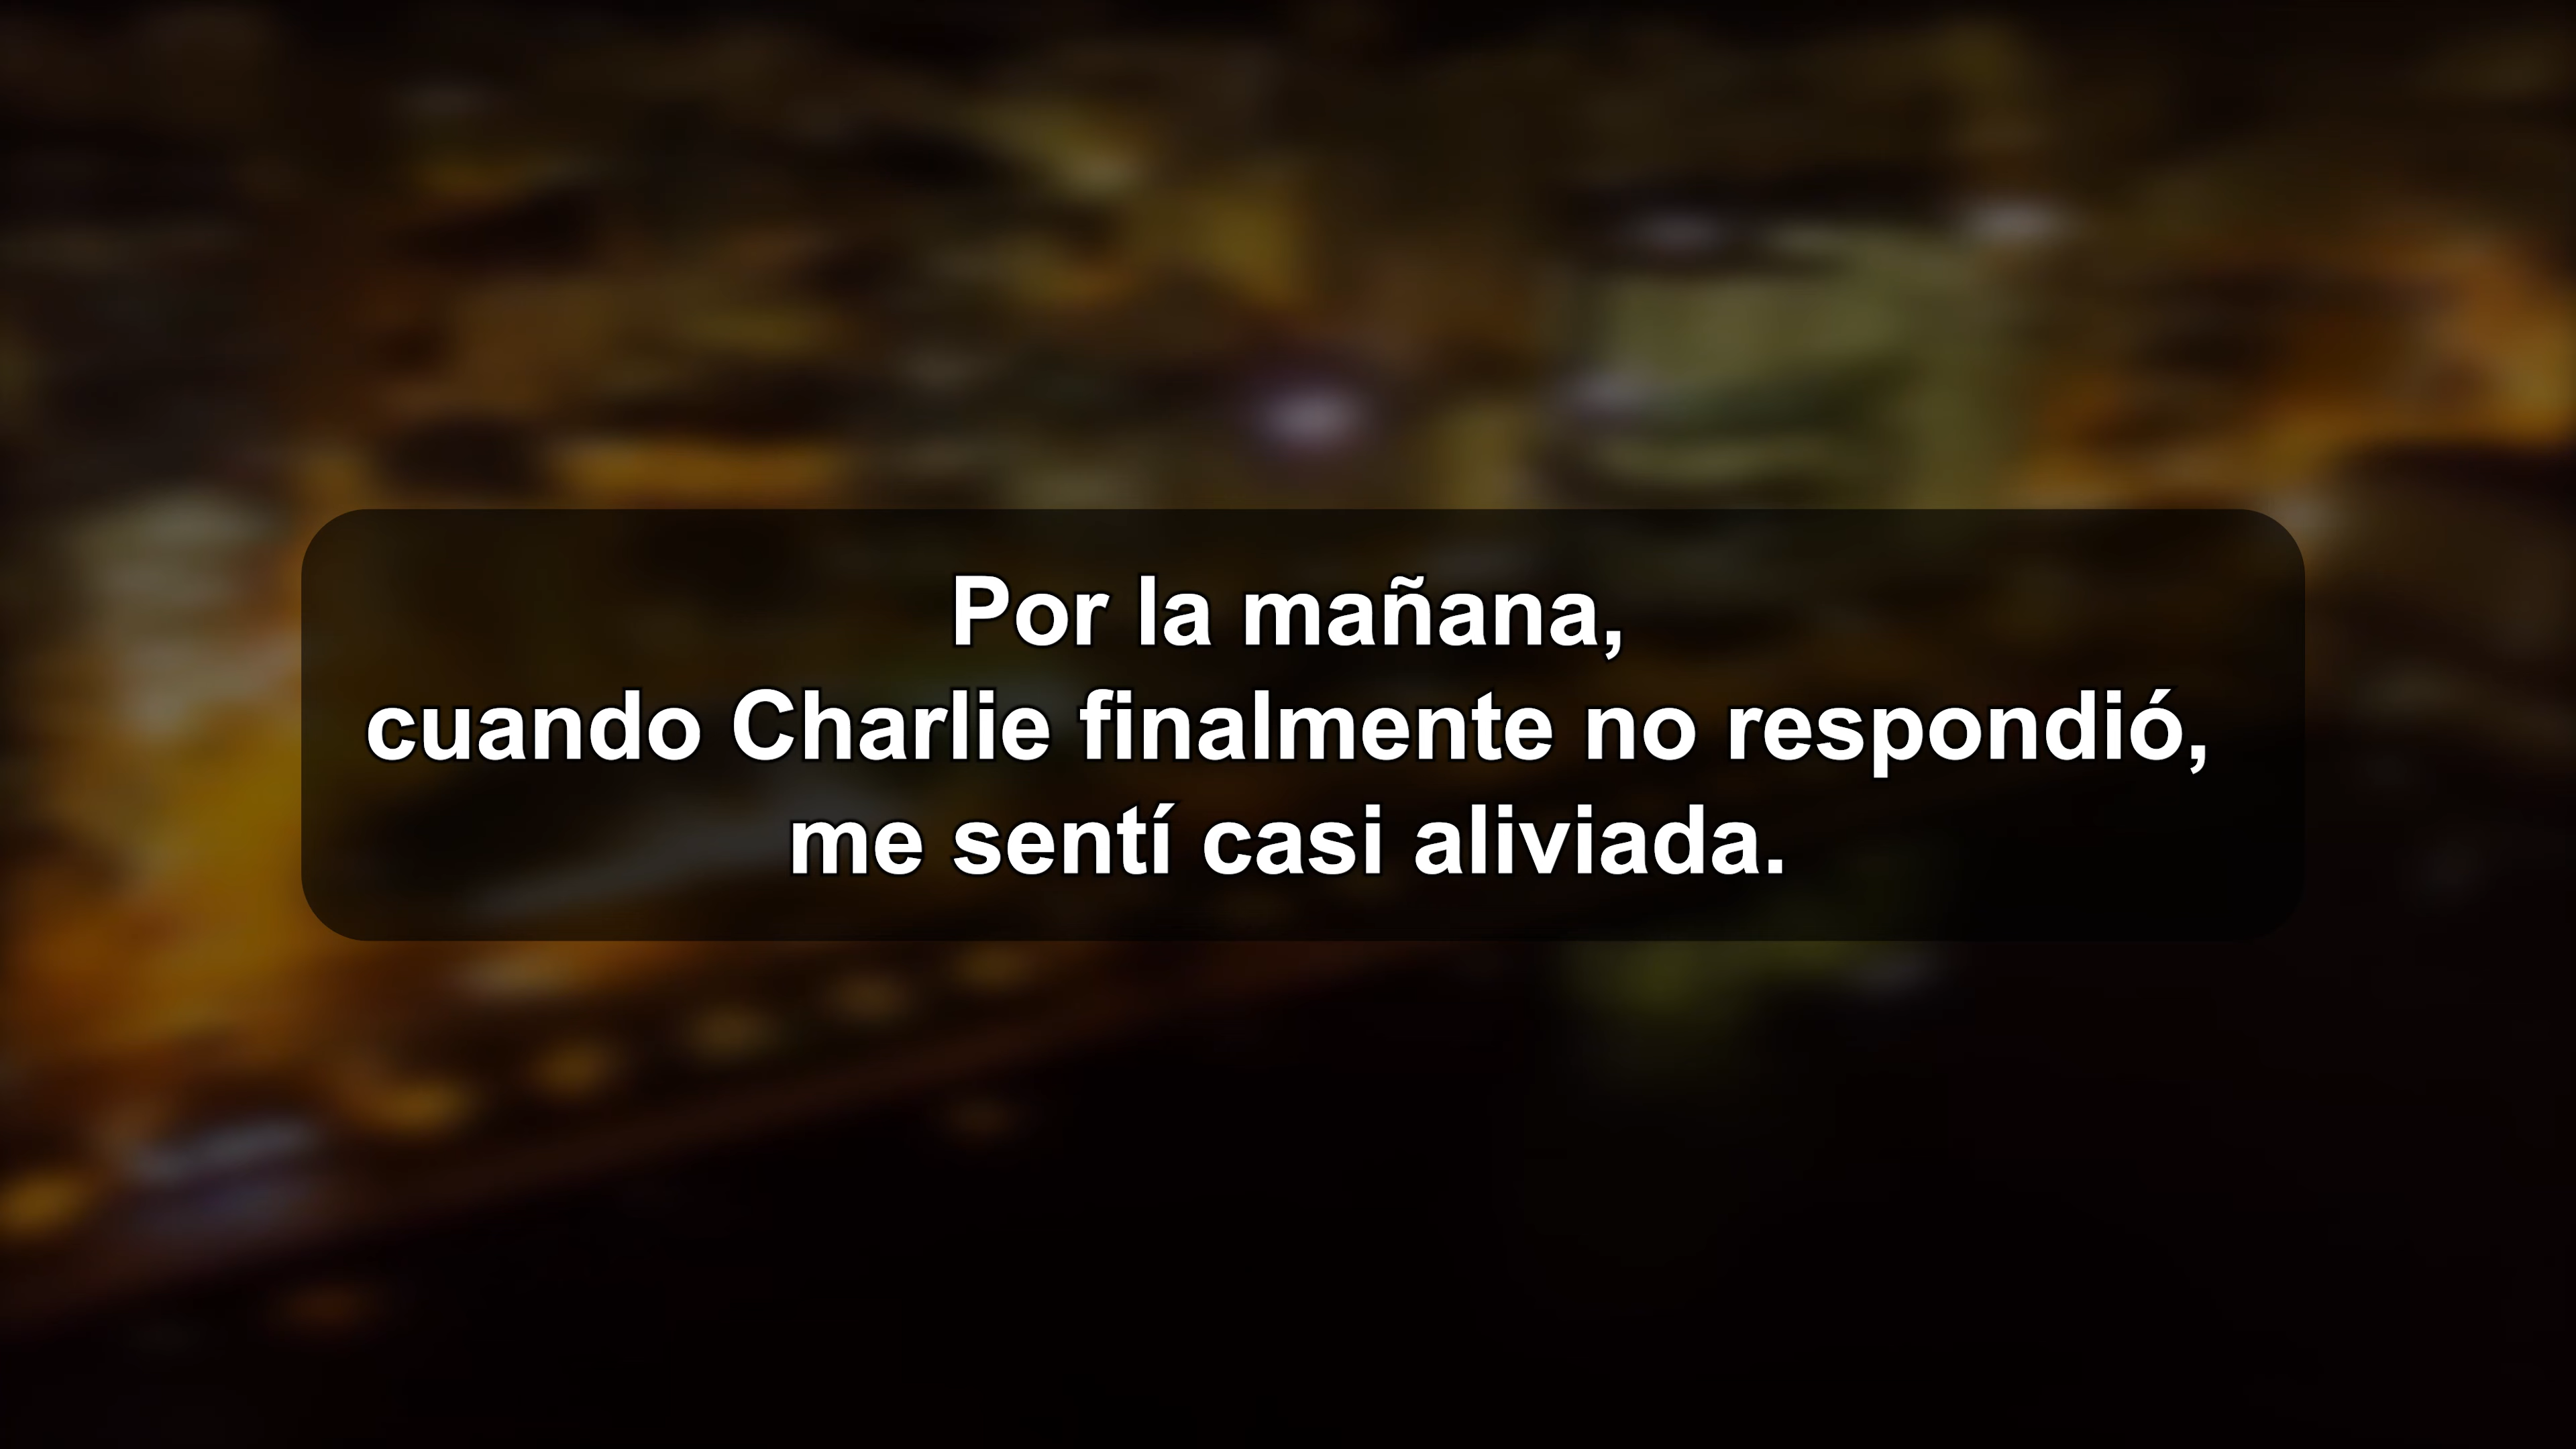 Por la mañana,
cuando Charlie finalmente no respondió,
me sentí casi aliviada.